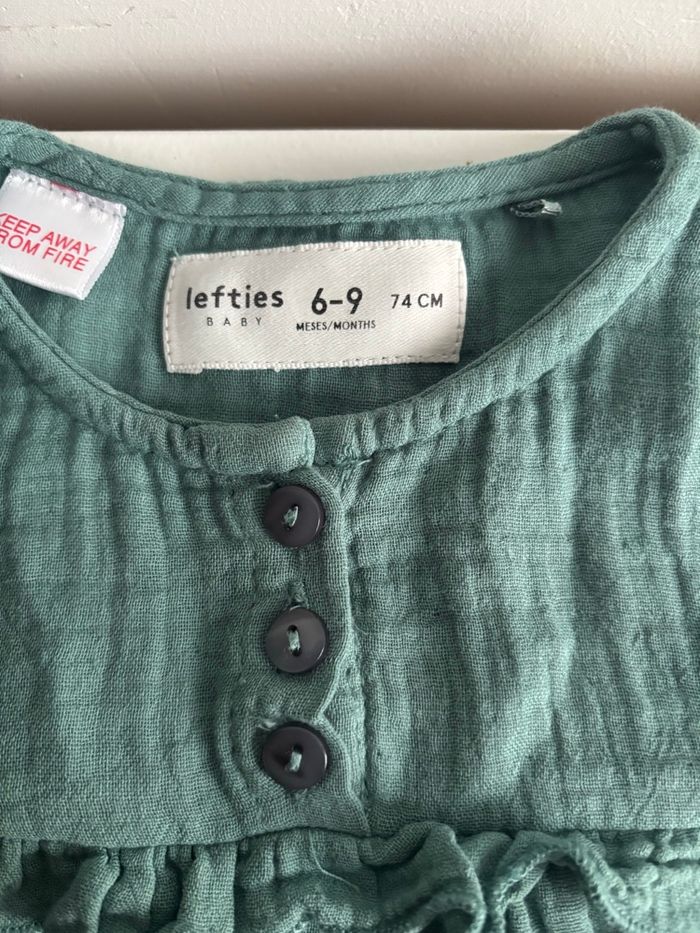 KEEP AWAY
FROM FIRE
lefties
BABY
6-9
MESES/MONTHS
74 CM